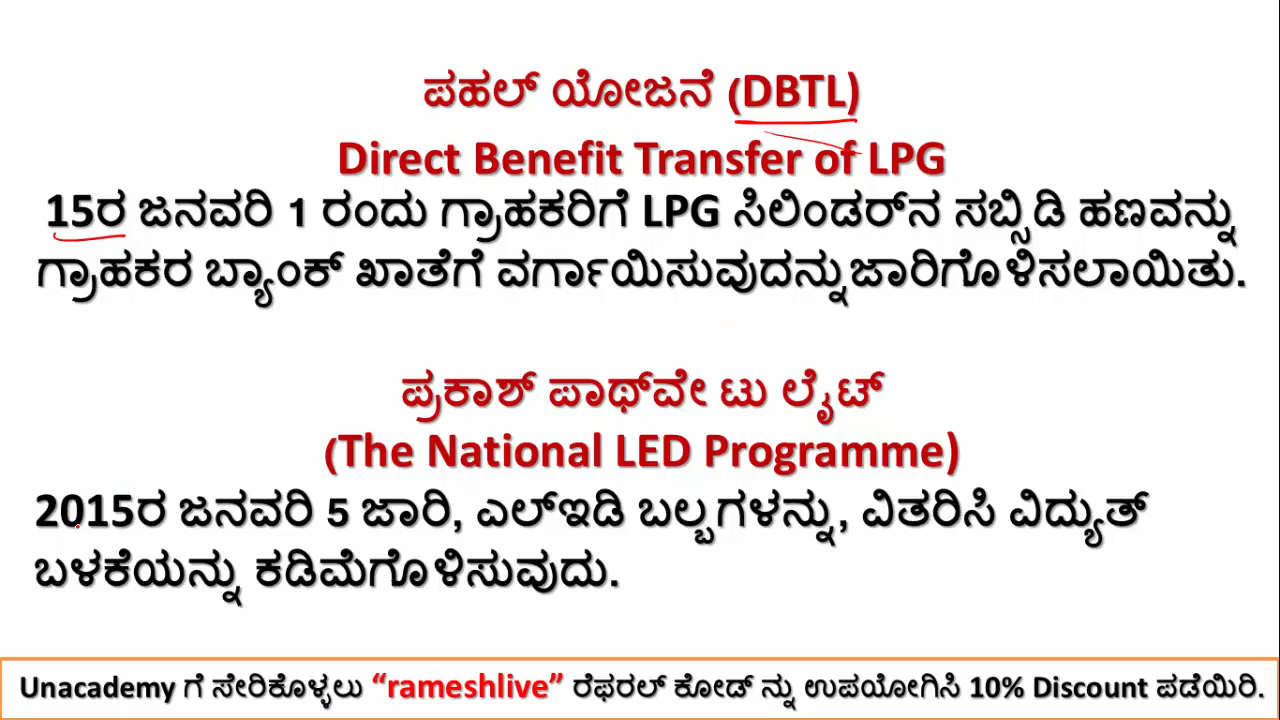 ಪಹಲ್ ಯೋಜನೆ (DBTL)
Direct Benefit Transfer of LPG
15ರ ಜನವರಿ 1 ರಂದು ಗ್ರಾಹಕರಿಗೆ LPG ಸಿಲಿಂಡರ್‌ನ ಸಬ್ಸಿಡಿ ಹಣವನ್ನು
ಗ್ರಾಹಕರ ಬ್ಯಾಂಕ್ ಖಾತೆಗೆ ವರ್ಗಾಯಿಸುವುದನ್ನುಜಾರಿಗೊಳಿಸಲಾಯಿತು.
ಪ್ರಕಾಶ್ ಪಾಥ್‌ವೇ ಟು ಲೈಟ್
(The National LED Programme)
2015ರ ಜನವರಿ 5 ಜಾರಿ, ಎಲ್ಇಡಿ ಬಲ್ಬಗಳನ್ನು, ವಿತರಿಸಿ ವಿದ್ಯುತ್
ಬಳಕೆಯನ್ನು ಕಡಿಮೆಗೊಳಿಸುವುದು.
Unacademy ಗೆ ಸೇರಿಕೊಳ್ಳಲು “rameshlive” ರೆಫರಲ್ ಕೋಡ್ ನ್ನು ಉಪಯೋಗಿಸಿ 10% Discount ಪಡೆಯಿರಿ.